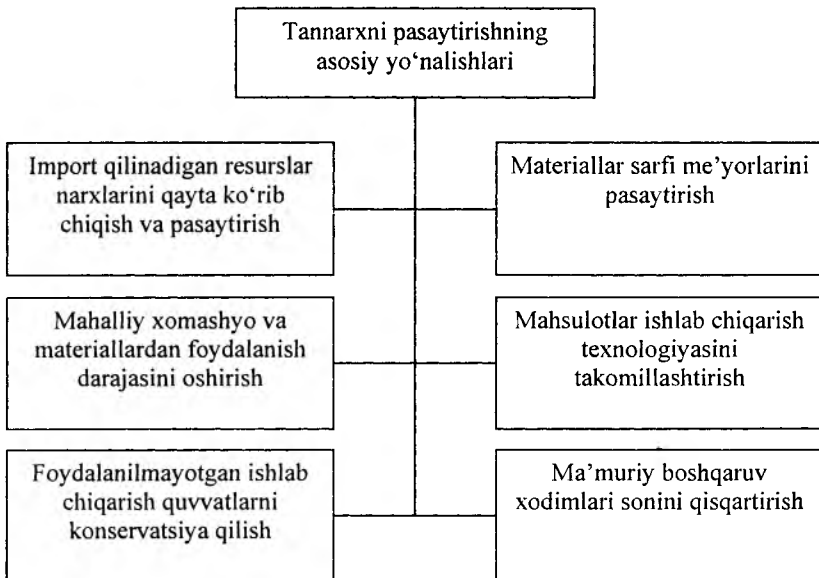 Tannarxni pasaytirishning
asosiy yo‘nalishlari
Import qilinadigan resurslar
narxlarini qayta ko‘rib
chiqish va pasaytirish
Materiallar sarfi me’yorlarini
pasaytirish
Mahalliy xomashyo va
materiallardan foydalanish
darajasini oshirish
Mahsulotlar ishlab chiqarish
texnologiyasini
takomillashtirish
Foydalanilmayotgan ishlab
chiqarish quvvatlarni
konservatsiya qilish
Ma’muriy boshqaruv
xodimlari sonini qisqartirish